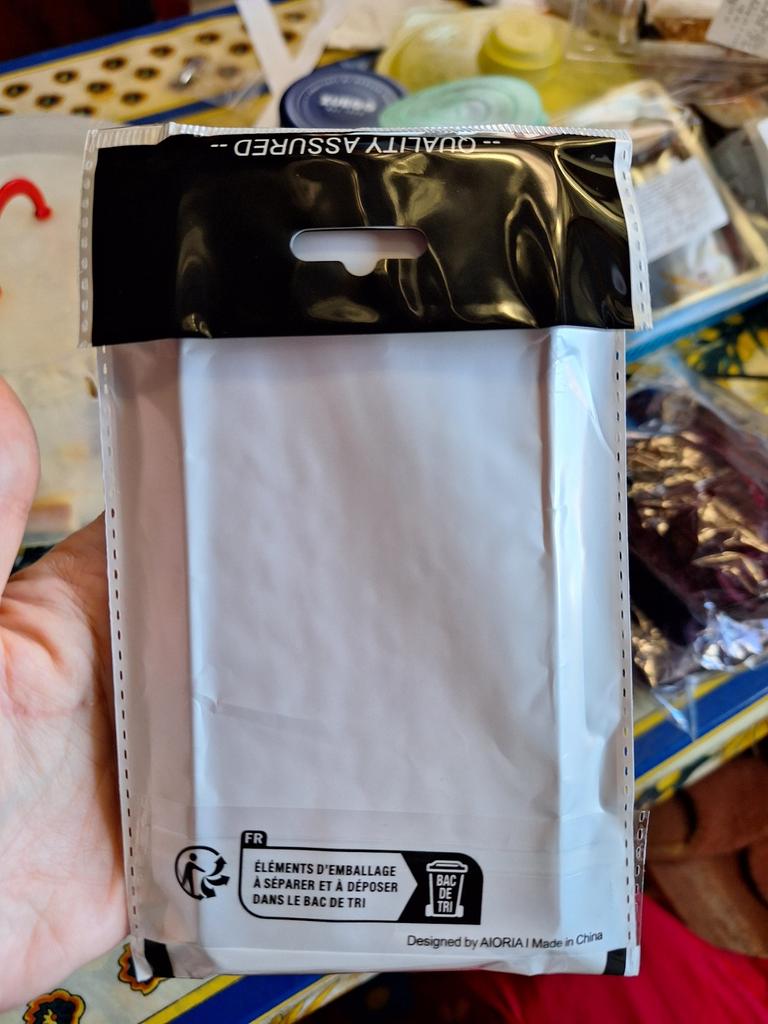 -- QUALITY ASSURED --
FR
ÉLÉMENTS D'EMBALLAGE
À SÉPARER ET À DÉPOSER
DANS LE BAC DE TRI
BAC
DE
TRI
Designed by AIORIA I Made in China